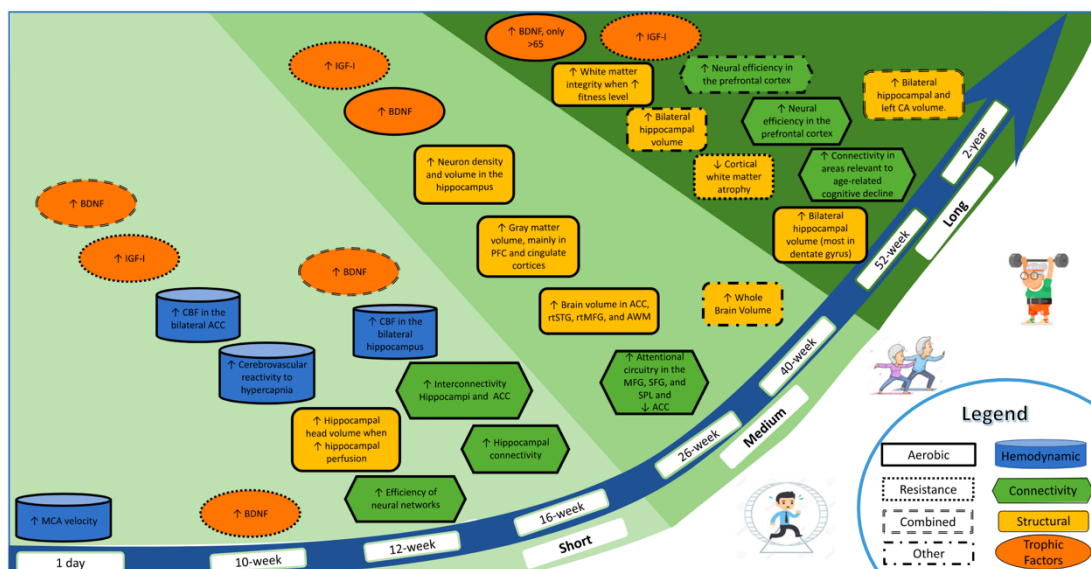 ↑ BDNF, only
>65
↑ IGF-I
↑ IGF-I
↑ White matter
integrity when ↑
fitness level
↑ Neural efficiency in
the prefrontal cortex
↑ Bilateral
hippocampal and
left CA volume.
↑ BDNF
↑ Bilateral
hippocampal
volume
↑ Neural
efficiency in the
prefrontal cortex
↑ Neuron density
and volume in the
hippocampus
↓ Cortical
white matter
atrophy
↑ Connectivity in
areas relevant to
age-related
cognitive decline
↑ BDNF
↑ IGF-I
↑ Gray matter
volume, mainly in
PFC and cingulate
cortices
↑ Bilateral
hippocampal
volume (most in
dentate gyrus)
↑ BDNF
↑ CBF in the
bilateral ACC
↑ CBF in the
bilateral
hippocampus
↑ Brain volume in ACC,
rtSTG, rtMFG, and AWM
↑ Whole
Brain Volume
↑ Cerebrovascular
reactivity to
hypercapnia
↑ Interconnectivity
Hippocampi and ACC
↑ Attentional
circuitry in the
MFG, SFG, and
SPL and
↓ ACC
↑ Hippocampal
head volume when
↑ hippocampal
perfusion
↑ Hippocampal
connectivity
↑ Efficiency of
neural networks
↑ MCA velocity
↑ BDNF
1 day
10-week
12-week
16-week
26-week
40-week
52-week
2-year
Short
Medium
Long
Legend
Aerobic
Hemodynamic
Resistance
Connectivity
Combined
Structural
Other
Trophic
Factors